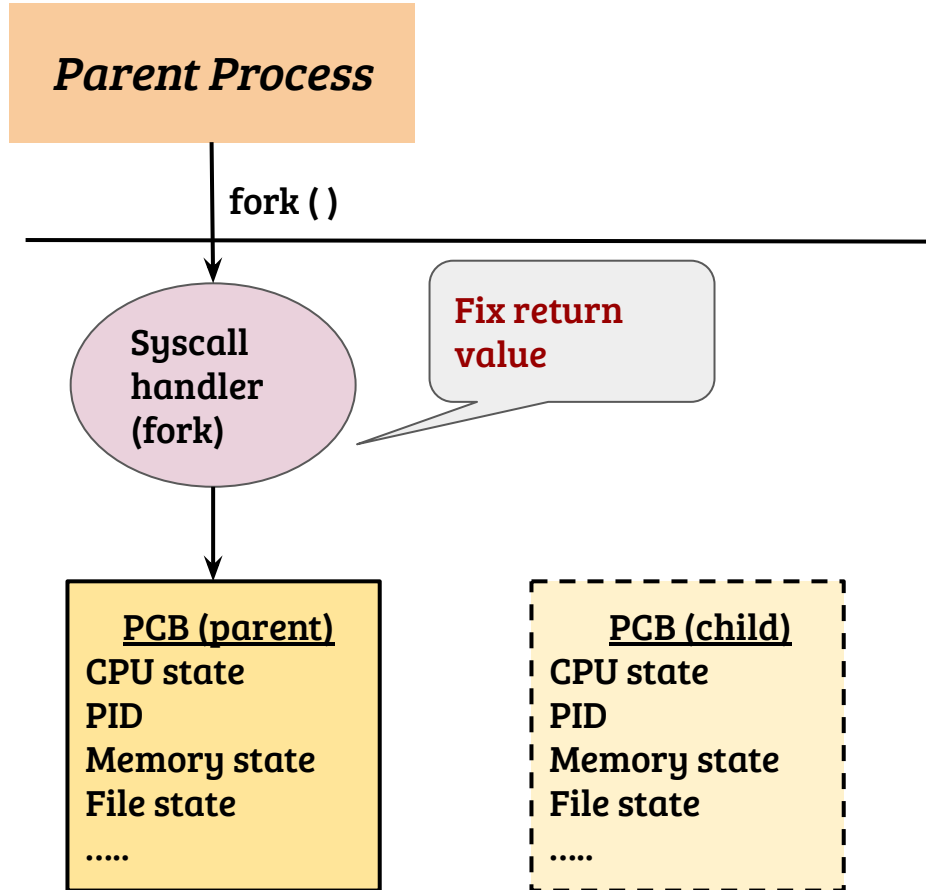 Parent Process
fork ( )
Fix return
value
Syscall
handler
(fork)
PCB (parent)
CPU state
PID
Memory state
File state
.....
PCB (child)
CPU state
PID
Memory state
File state
.....